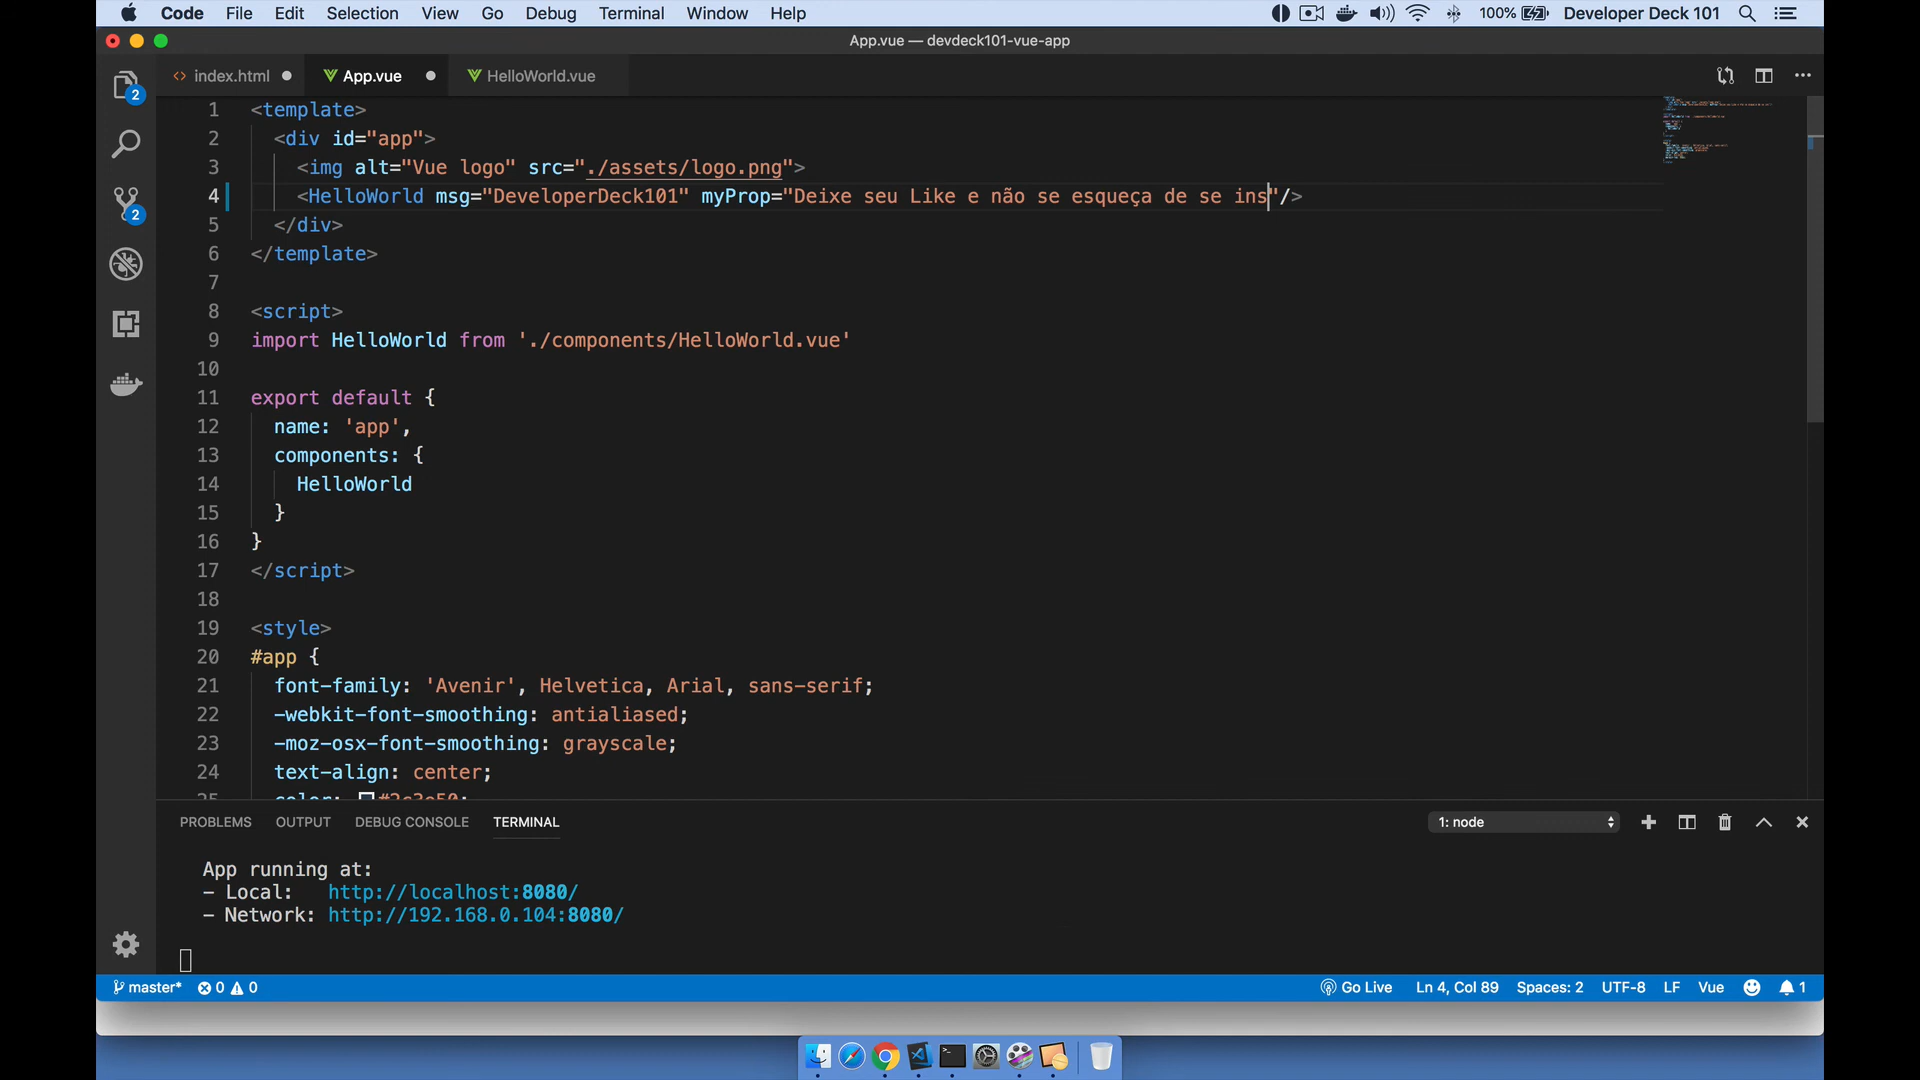 Code File Edit Selection View Go Debug Terminal Window Help 100% Developer Deck 101
App.vue — devdeck101-vue-app
2 index.html App.vue HelloWorld.vue
1 <template>
2 <div id="app">
3 <img alt="Vue logo" src="./assets/logo.png">
4 <HelloWorld msg="DeveloperDeck101" myProp="Deixe seu Like e não se esqueça de se ins"/>
2
5 </div>
6 </template>
7
8 <script>
9 import HelloWorld from './components/HelloWorld.vue'
10
11 export default {
12 name: 'app',
13 components: {
14 HelloWorld
15 }
16 }
17 </script>
18
19 <style>
20 #app {
21 font-family: 'Avenir', Helvetica, Arial, sans-serif;
22 -webkit-font-smoothing: antialiased;
23 -moz-osx-font-smoothing: grayscale;
24 text-align: center;
25 color: #2c3e50;
PROBLEMS OUTPUT DEBUG CONSOLE TERMINAL 1: node
App running at:
- Local: http://localhost:8080/
- Network: http://192.168.0.104:8080/
master* 0 0 Go Live Ln 4, Col 89 Spaces: 2 UTF-8 LF Vue 1